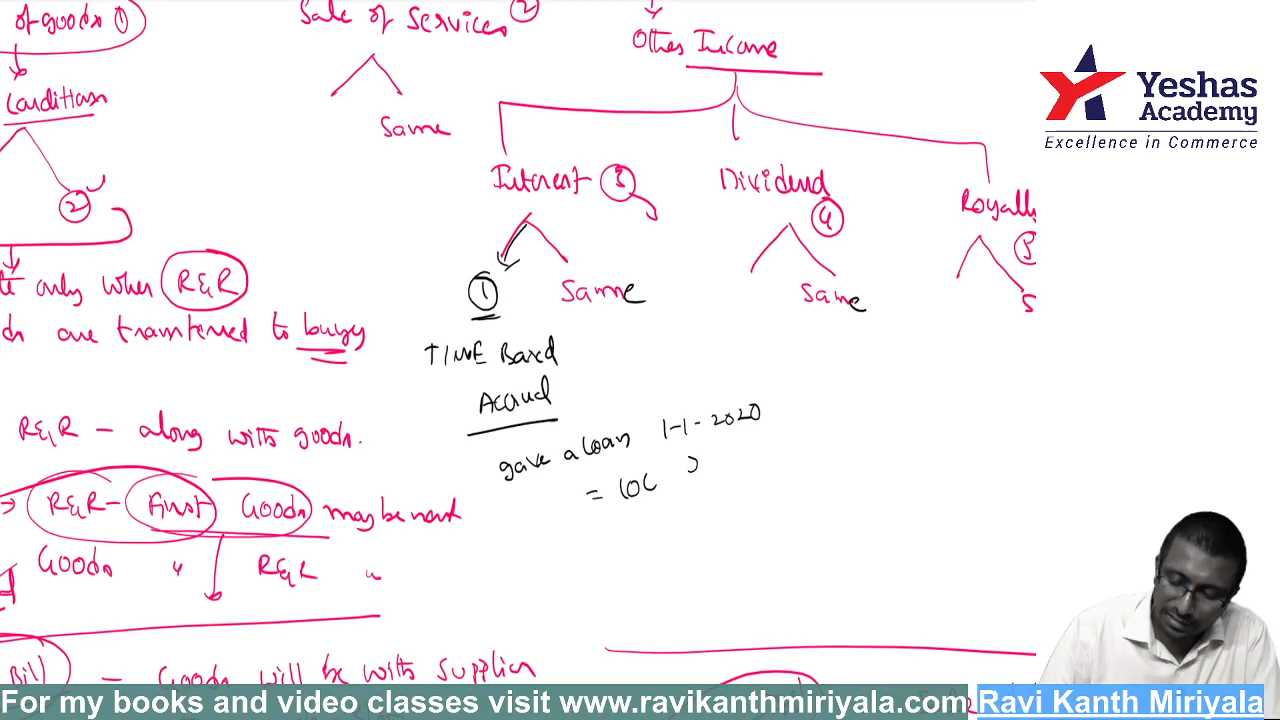 of goods ①
Sale of Services ②
Other Income
Yeshas
Academy
Excellence in Commerce
Condition
Same
Interest ③
Dividend
④
Royalty
②
only when R&R
①
Same
Same
S
are transferred to buyer
TIME Based
Accrual
R&R – along with goods.
gave a loan 1-1-2020
=
R&R – First Goods may be next
Goods " R&R "
Bill) – Goods will be with supplier
For my books and video classes visit www.ravikanthmiriyala.com Ravi Kanth Miriyala